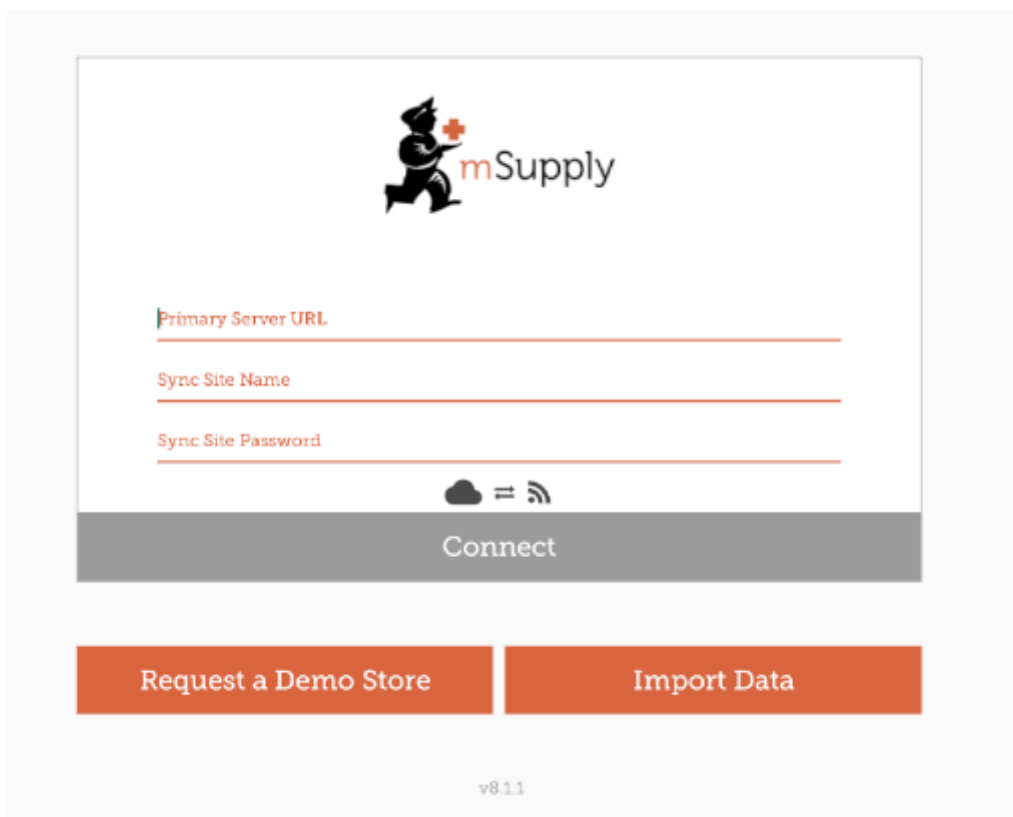 mSupply
Primary Server URL
Sync Site Name
Sync Site Password
Connect
Request a Demo Store
Import Data
v8.1.1